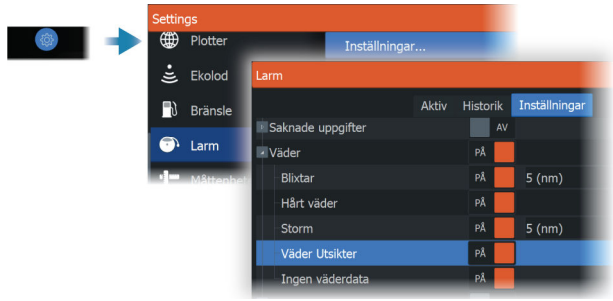 Settings
Plotter
Inställningar...
Ekolod
Bränsle
Larm
Måttenhet
Larm
Aktiv Historik Inställningar
Saknade uppgifter AV
Väder PÅ
Blixtar PÅ 5 (nm)
Hårt väder PÅ
Storm PÅ 5 (nm)
Väder Utsikter PÅ
Ingen väderdata PÅ